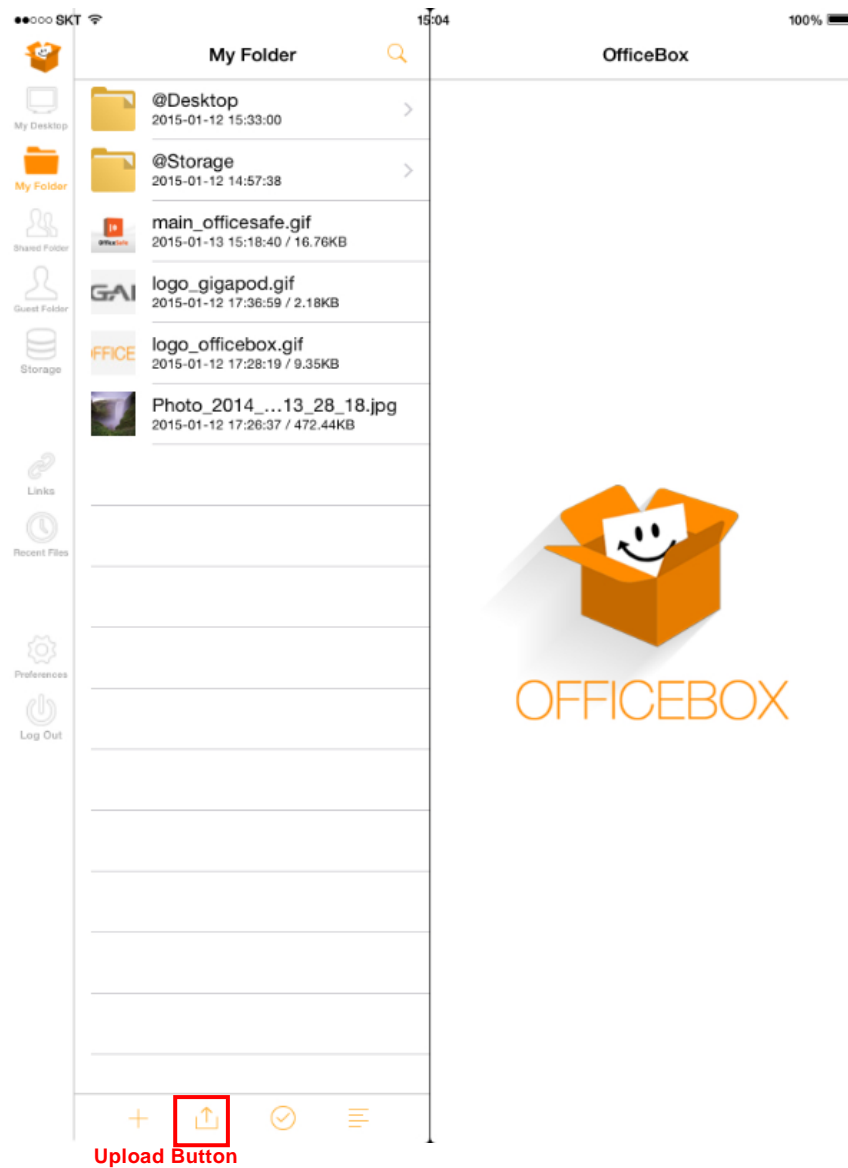 SKT 15:04 100%
My Folder OfficeBox
My Desktop
My Folder
Shared Folder
Guest Folder
Storage
Links
Recent Files
Preferences
Log Out
@Desktop
2015-01-12 15:33:00
@Storage
2015-01-12 14:57:38
OfficeSafe
main_officesafe.gif
2015-01-13 15:18:40 / 16.76KB
GAI
logo_gigapod.gif
2015-01-12 17:36:59 / 2.18KB
OFFICE
logo_officebox.gif
2015-01-12 17:28:19 / 9.35KB
Photo_2014_...13_28_18.jpg
2015-01-12 17:26:37 / 472.44KB
OFFICEBOX
Upload Button